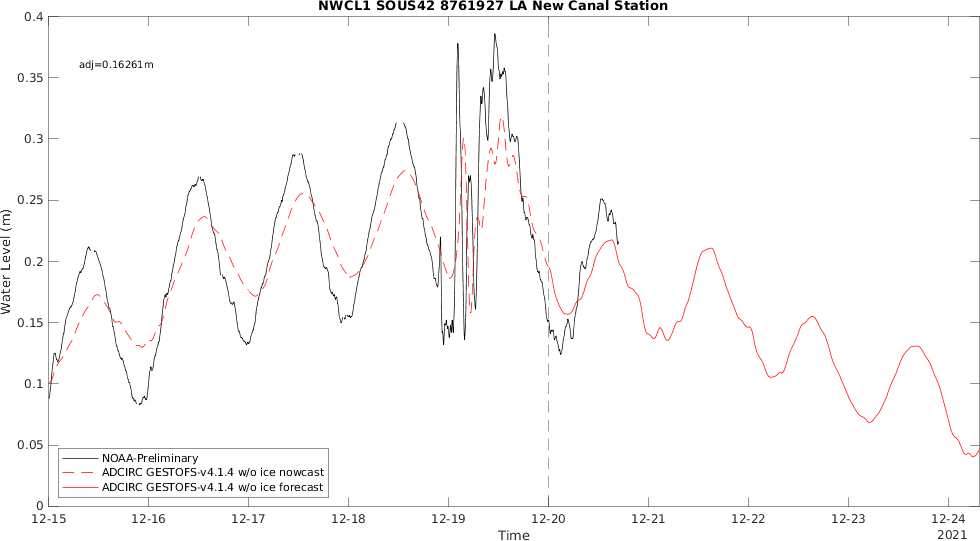 NWCL1 SOUS42 8761927 LA New Canal Station
adj=0.16261m
0.4
0.35
0.3
0.25
0.2
0.15
0.1
0.05
0
Water Level (m)
NOAA-Preliminary
ADCIRC GESTOFS-v4.1.4 w/o ice nowcast
ADCIRC GESTOFS-v4.1.4 w/o ice forecast
12-15 12-16 12-17 12-18 12-19 12-20 12-21 12-22 12-23 12-24
Time
2021